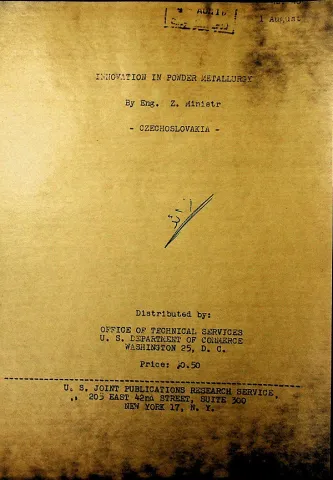 1 August
INNOVATION IN POWDER METALLURGY
By Eng. Z. Ministr
- CZECHOSLOVAKIA -
Distributed by:
OFFICE OF TECHNICAL SERVICES
U. S. DEPARTMENT OF COMMERCE
WASHINGTON 25, D. C.
Price: $0.50
U. S. JOINT PUBLICATIONS RESEARCH SERVICE
205 EAST 42nd STREET, SUITE 300
NEW YORK 17, N. Y.